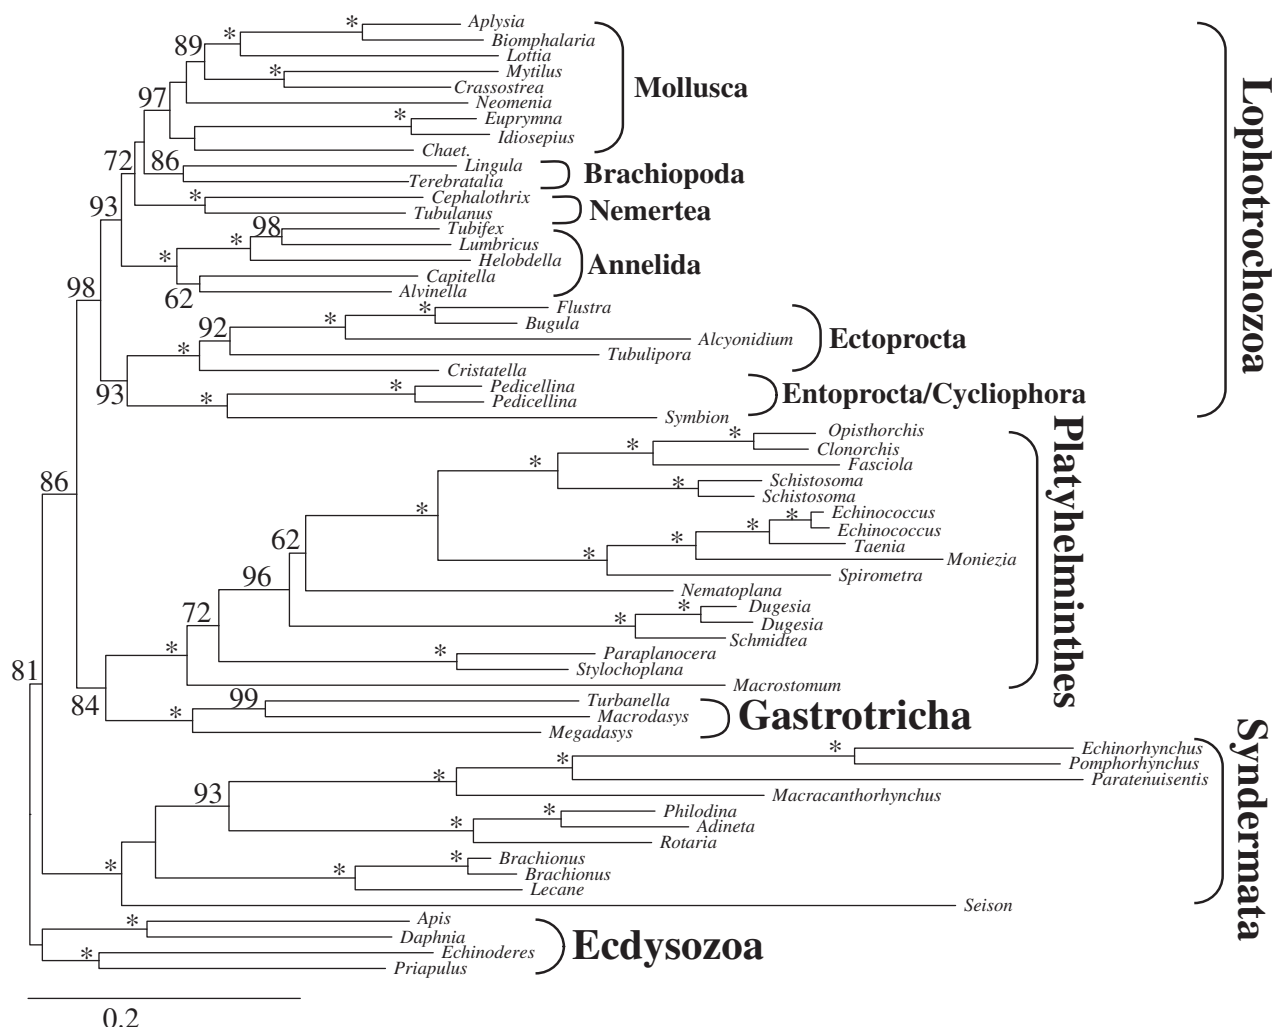 * Aplysia
* Biomphalaria
89 Lottia
* Mytilus
Crassostrea
Mollusca
97 Neomenia
* Euprymna
Idiosepius
Chaet.
72 86 Lingula
Terebratalia
Brachiopoda
* Cephalothrix
Tubulanus
Nemertea
93 98 Tubifex
* Lumbricus
* Helobdella
Annelida
Capitella
62 Alvinella
98
* Flustra
* Bugula
92 Alcyonidium
Ectoprocta
* Tubulipora
Cristatella
93 * Pedicellina
* Pedicellina
Entoprocta/Cycliophora
Symbion
Lophotrochozoa
* Opisthorchis
* Clonorchis
* Fasciola
* Schistosoma
Schistosoma
86
* * Echinococcus
* Echinococcus
* Taenia
* Moniezia
62 Spirometra
96 Nematoplana
* Dugesia
* Dugesia
72 Schmidtea
* Paraplanocera
* Stylochoplana
Macrostomum
Platyhelminthes
81
84 99 Turbanella
* Macrodasys
Megadasys
Gastrotricha
* Echinorhynchus
Pomphorhynchus
* Paratenuisentis
93 Macracanthorhynchus
* Philodina
* Adineta
Rotaria
* Brachionus
* * Brachionus
Lecane
Seison
Syndermata
* Apis
Daphnia
* Echinoderes
Priapulus
Ecdysozoa
0.2